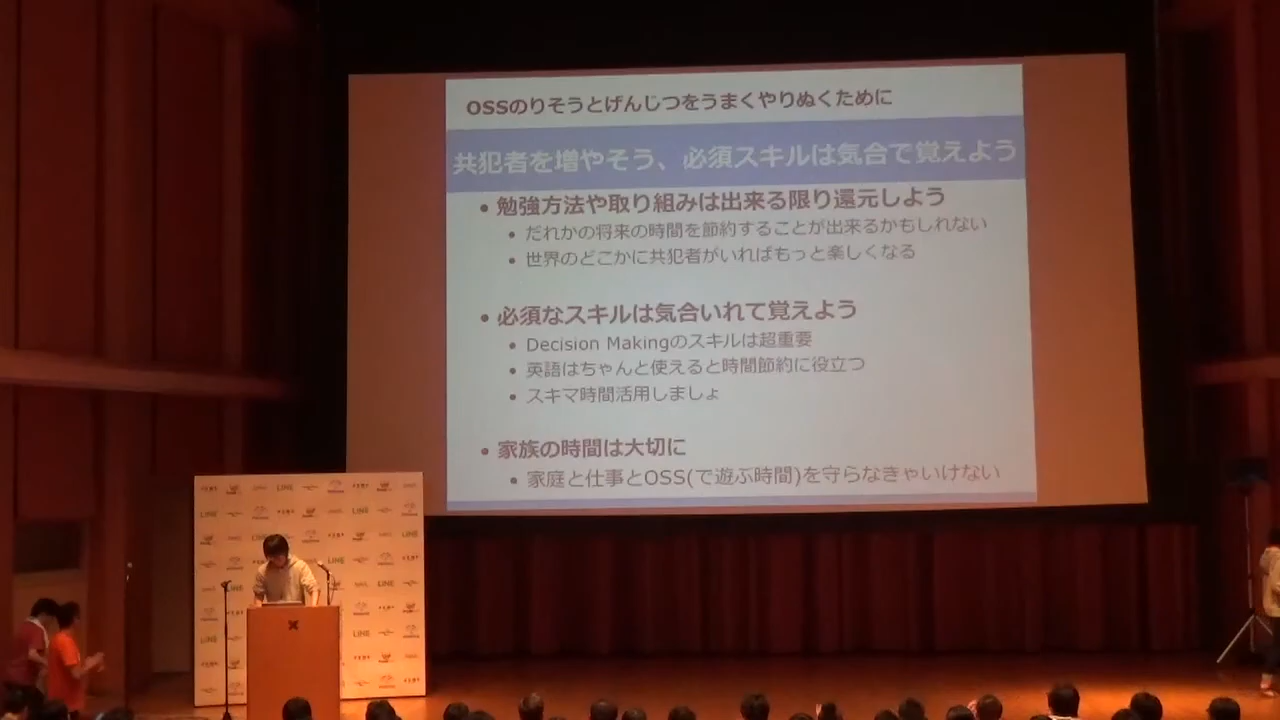 OSSのりそうとげんじつをうまくやりぬくために
共犯者を増やそう、必須スキルは気合で覚えよう
• 勉強方法や取り組みは出来る限り還元しよう
• だれかの将来の時間を節約することが出来るかもしれない
• 世界のどこかに共犯者がいればもっと楽しくなる
• 必須なスキルは気合いれて覚えよう
• Decision Makingのスキルは超重要
• 英語はちゃんと使えると時間節約に役立つ
• スキマ時間活用しましょ
• 家族の時間は大切に
• 家庭と仕事とOSS(で遊ぶ時間)を守らなきゃいけない
LINE
LINE
LINE
LINE
LINE
LINE
LINE
LINE
LINE